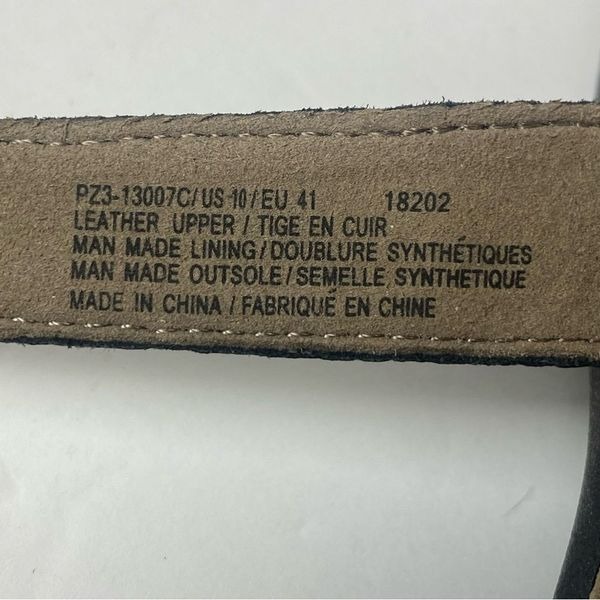 PZ3-13007C/US 10/EU 41 18202
LEATHER UPPER / TIGE EN CUIR
MAN MADE LINING/DOUBLURE SYNTHÉTIQUES
MAN MADE OUTSOLE/SEMELLE SYNTHETIQUE
MADE IN CHINA / FABRIQUÉ EN CHINE